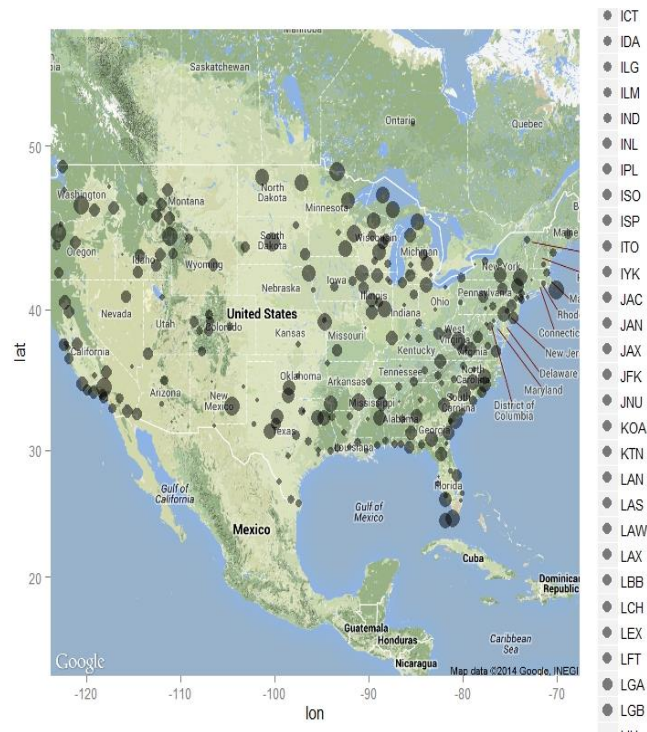 Manitoba
Saskatchewan
Ontario
Quebec
50
Washington
Montana
North
Dakota
Minnesota
Maine
Oregon
Idaho
South
Dakota
Wisconsin
Michigan
New York
Wyoming
40
Nevada
Nebraska
Iowa
Illinois
Indiana
Ohio
Pennsylvania
Connecticut
New Jer
Delaware
Maryland
District of
Columbia
United States
Utah
Colorado
Kansas
Missouri
West
Virginia
Virginia
Kentucky
California
Arizona
New
Mexico
Oklahoma
Arkansas
Tennessee
North
Carolina
South
Carolina
Mississippi
Alabama
Georgia
Texas
Louisiana
30
Florida
Gulf of
California
Gulf of
Mexico
Mexico
Cuba
20
Dominican
Republic
Guatemala
Honduras
Nicaragua
Caribbean
Sea
Google
Map data ©2014 Google, INEGI
-120
-110
-100
-90
-80
-70
lon
lat
ICT
IDA
ILG
ILM
IND
INL
IPL
ISO
ISP
ITO
IYK
JAC
JAN
JAX
JFK
JNU
KOA
KTN
LAN
LAS
LAW
LAX
LBB
LCH
LEX
LFT
LGA
LGB